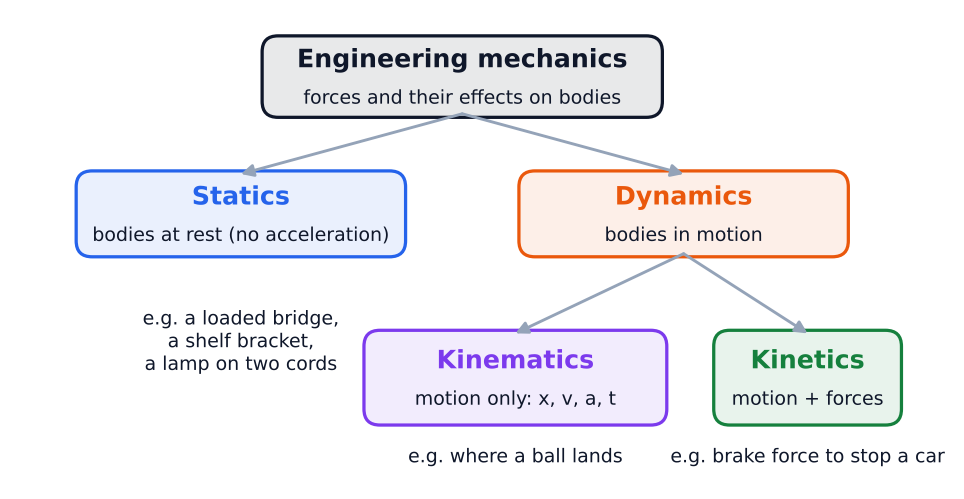 Engineering mechanics
forces and their effects on bodies
Statics
bodies at rest (no acceleration)
Dynamics
bodies in motion
e.g. a loaded bridge,
a shelf bracket,
a lamp on two cords
Kinematics
motion only: x, v, a, t
Kinetics
motion + forces
e.g. where a ball lands
e.g. brake force to stop a car